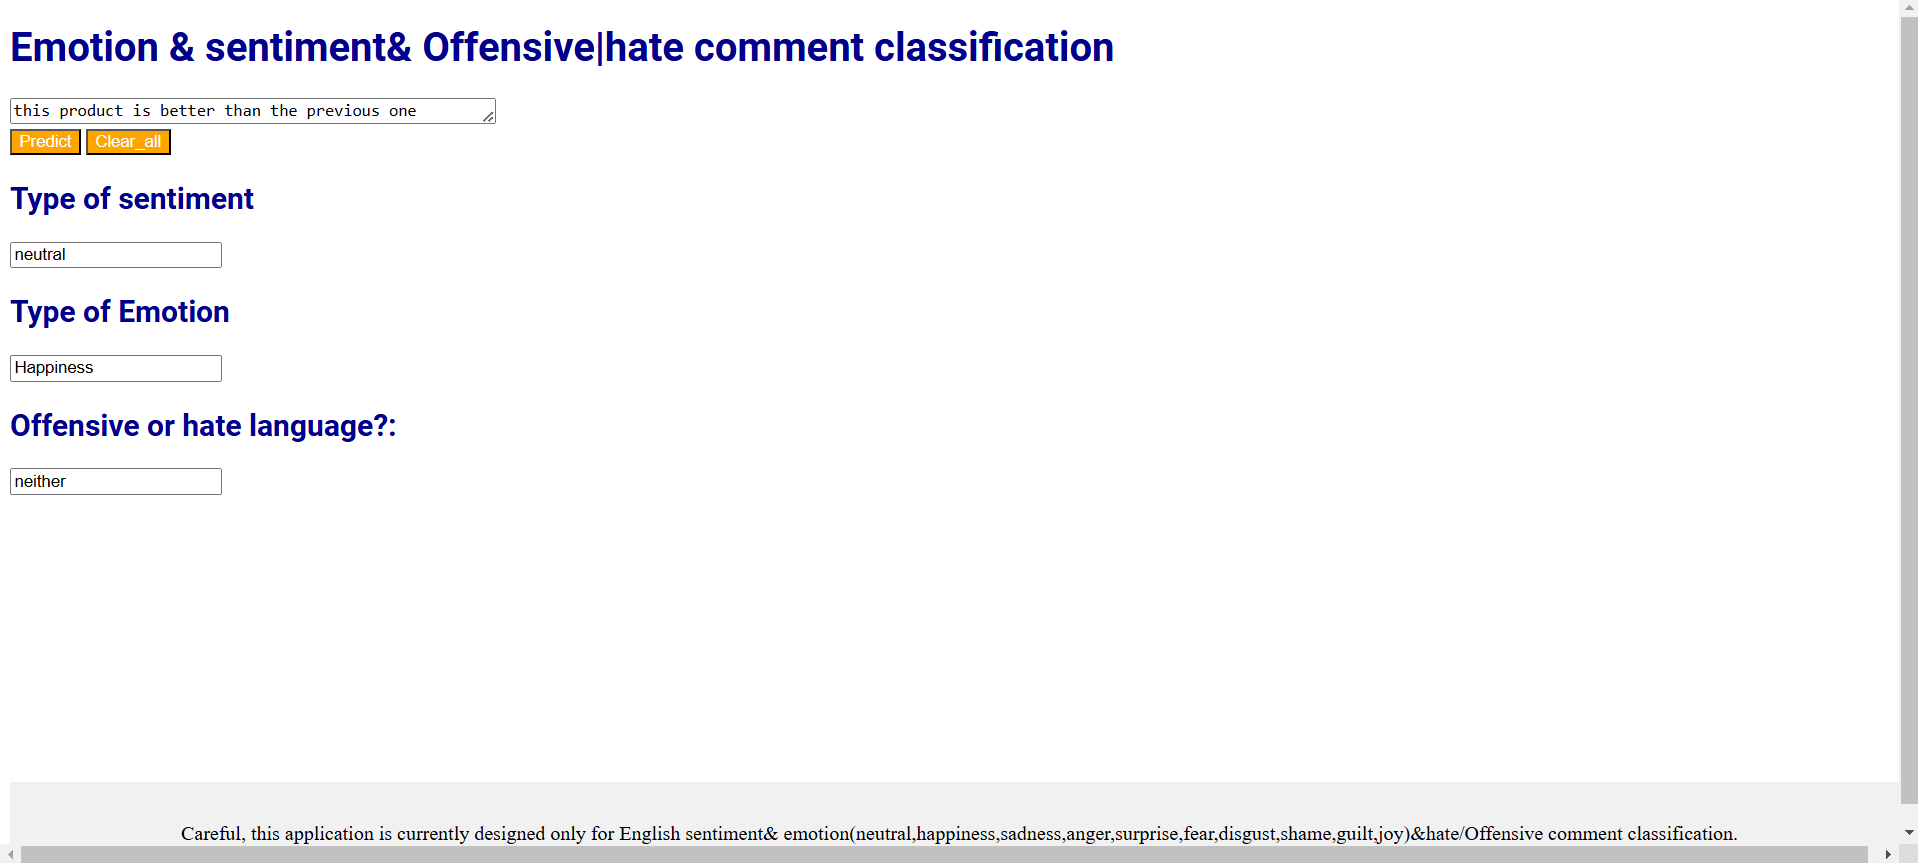 Emotion & sentiment& Offensive|hate comment classification
this product is better than the previous one
Predict Clear_all
Type of sentiment
neutral
Type of Emotion
Happiness
Offensive or hate language?:
neither
Careful, this application is currently designed only for English sentiment& emotion(neutral,happiness,sadness,anger,surprise,fear,disgust,shame,guilt,joy)&hate/Offensive comment classification.